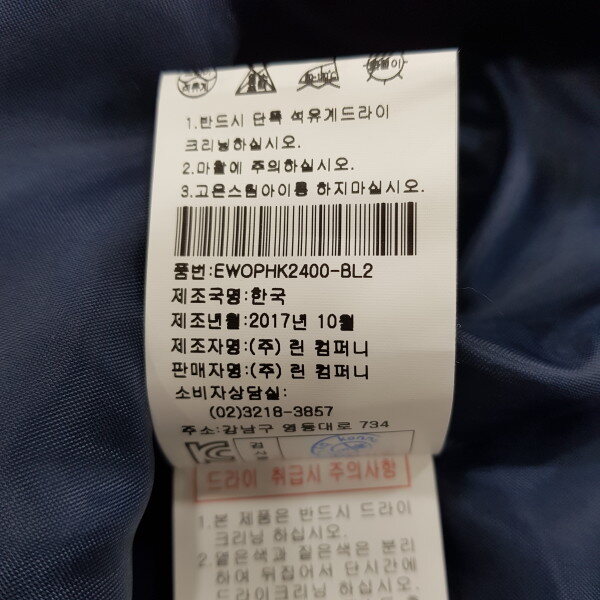 1.반드시 단독 석유계드라이
크리닝하십시오.
2.마찰에 주의하십시오.
3.고온스팀아이롱 하지마십시오.
품번:EWOPHK2400-BL2
제조국명:한국
제조년월:2017년 10월
제조자명:(주) 린 컴퍼니
판매자명:(주) 린 컴퍼니
소비자상담실:
(02)3218-3857
주소:강남구 영동대로 734
드라이 취급시 주의사항
1.본 제품은 반드시 드라이
크리닝 하십시오.
2.옅은색과 짙은색은 분리
하여 뒤집어서 단시간에
드라이크리닝 하십시오.